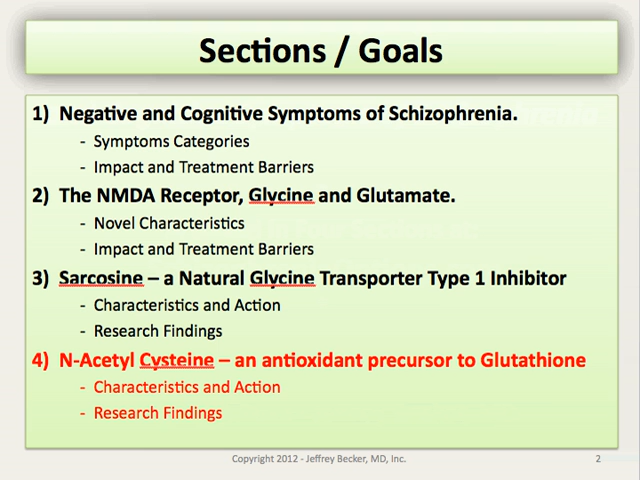 Sections / Goals
1) Negative and Cognitive Symptoms of Schizophrenia.
- Symptoms Categories
- Impact and Treatment Barriers
2) The NMDA Receptor, Glycine and Glutamate.
- Novel Characteristics
- Impact and Treatment Barriers
3) Sarcosine – a Natural Glycine Transporter Type 1 Inhibitor
- Characteristics and Action
- Research Findings
4) N-Acetyl Cysteine – an antioxidant precursor to Glutathione
- Characteristics and Action
- Research Findings
Copyright 2012 - Jeffrey Becker, MD, Inc.
2